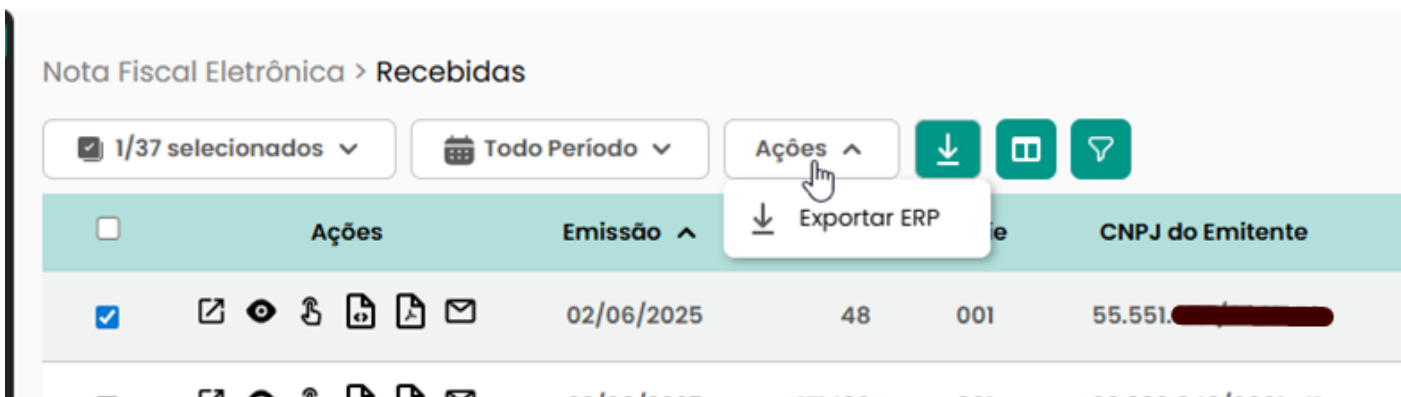 Nota Fiscal Eletrônica > Recebidas
1/37 selecionados Todo Período Açôes
Exportar ERP
Ações Emissão CNPJ do Emitente
02/06/2025 48 001 55.551.